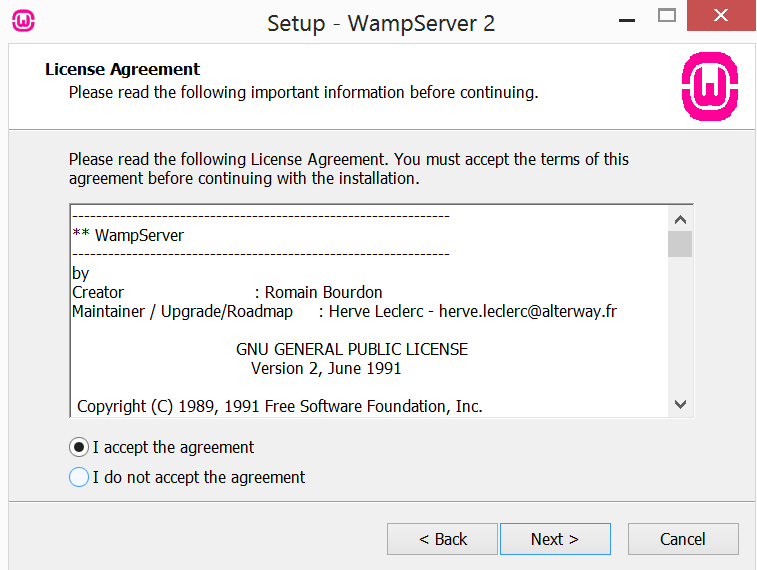 Setup - WampServer 2
License Agreement
Please read the following important information before continuing.
Please read the following License Agreement. You must accept the terms of this
agreement before continuing with the installation.
---------------------------------------------------------------
** WampServer
---------------------------------------------------------------
by
Creator : Romain Bourdon
Maintainer / Upgrade/Roadmap : Herve Leclerc - herve.leclerc@alterway.fr
GNU GENERAL PUBLIC LICENSE
Version 2, June 1991
Copyright (C) 1989, 1991 Free Software Foundation, Inc.
I accept the agreement
I do not accept the agreement
< Back Next > Cancel